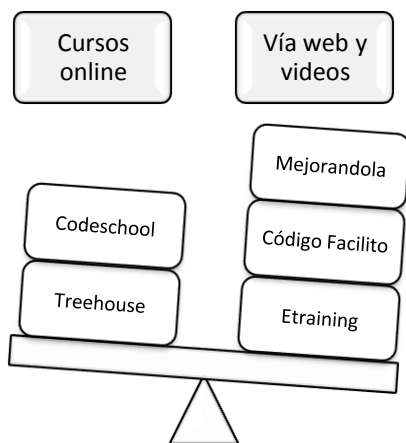 Cursos
online
Vía web y
videos
Mejorandola
Codeschool
Código Facilito
Treehouse
Etraining